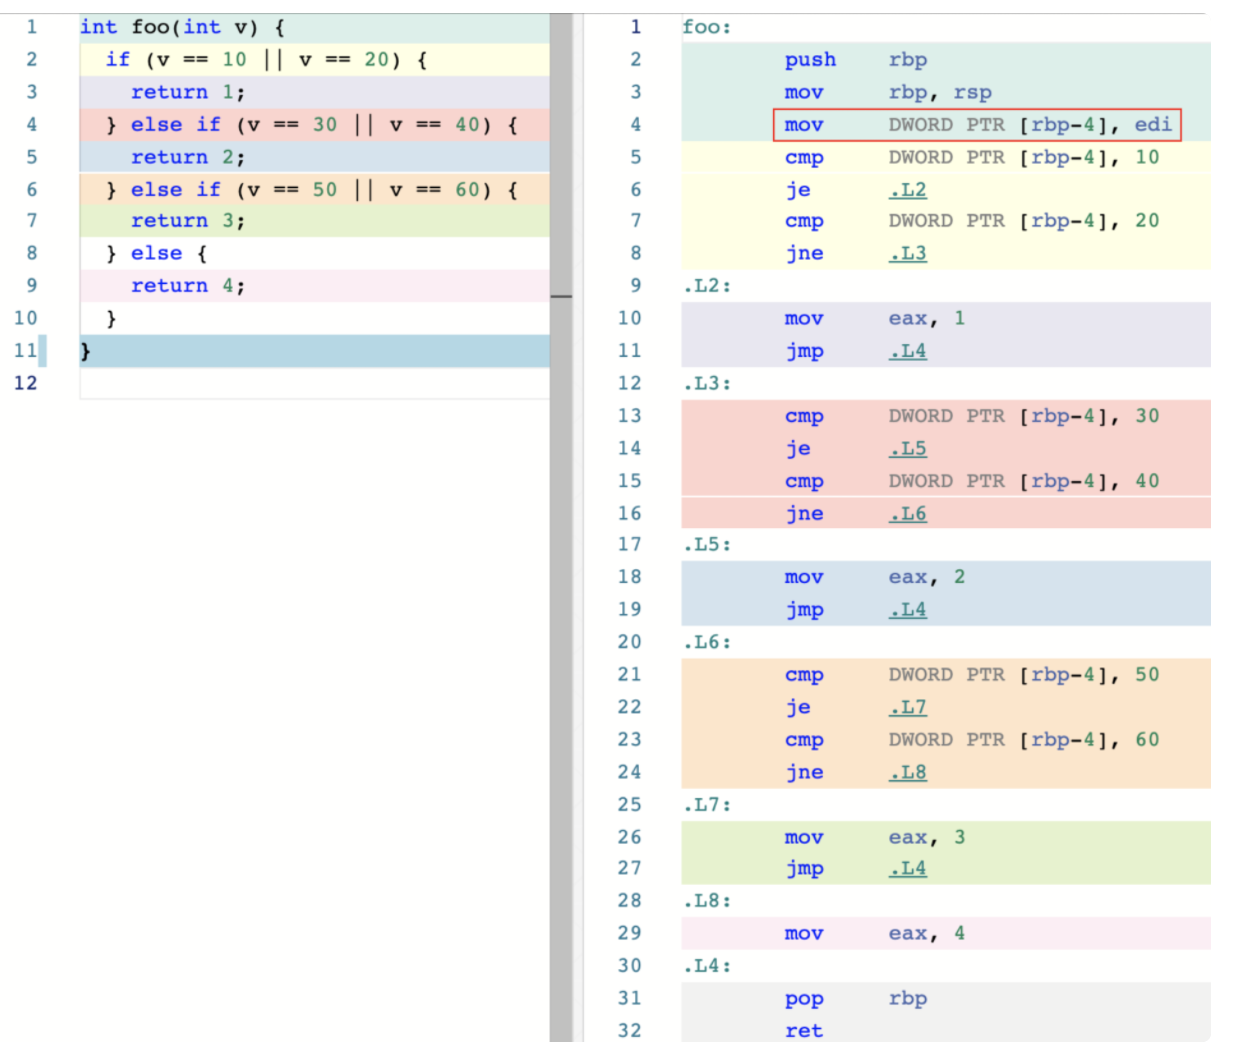 1 int foo(int v) {
2 if (v == 10 || v == 20) {
3 return 1;
4 } else if (v == 30 || v == 40) {
5 return 2;
6 } else if (v == 50 || v == 60) {
7 return 3;
8 } else {
9 return 4;
10 }
11 }
12
1 foo:
2 push rbp
3 mov rbp, rsp
4 mov DWORD PTR [rbp-4], edi
5 cmp DWORD PTR [rbp-4], 10
6 je .L2
7 cmp DWORD PTR [rbp-4], 20
8 jne .L3
9 .L2:
10 mov eax, 1
11 jmp .L4
12 .L3:
13 cmp DWORD PTR [rbp-4], 30
14 je .L5
15 cmp DWORD PTR [rbp-4], 40
16 jne .L6
17 .L5:
18 mov eax, 2
19 jmp .L4
20 .L6:
21 cmp DWORD PTR [rbp-4], 50
22 je .L7
23 cmp DWORD PTR [rbp-4], 60
24 jne .L8
25 .L7:
26 mov eax, 3
27 jmp .L4
28 .L8:
29 mov eax, 4
30 .L4:
31 pop rbp
32 ret